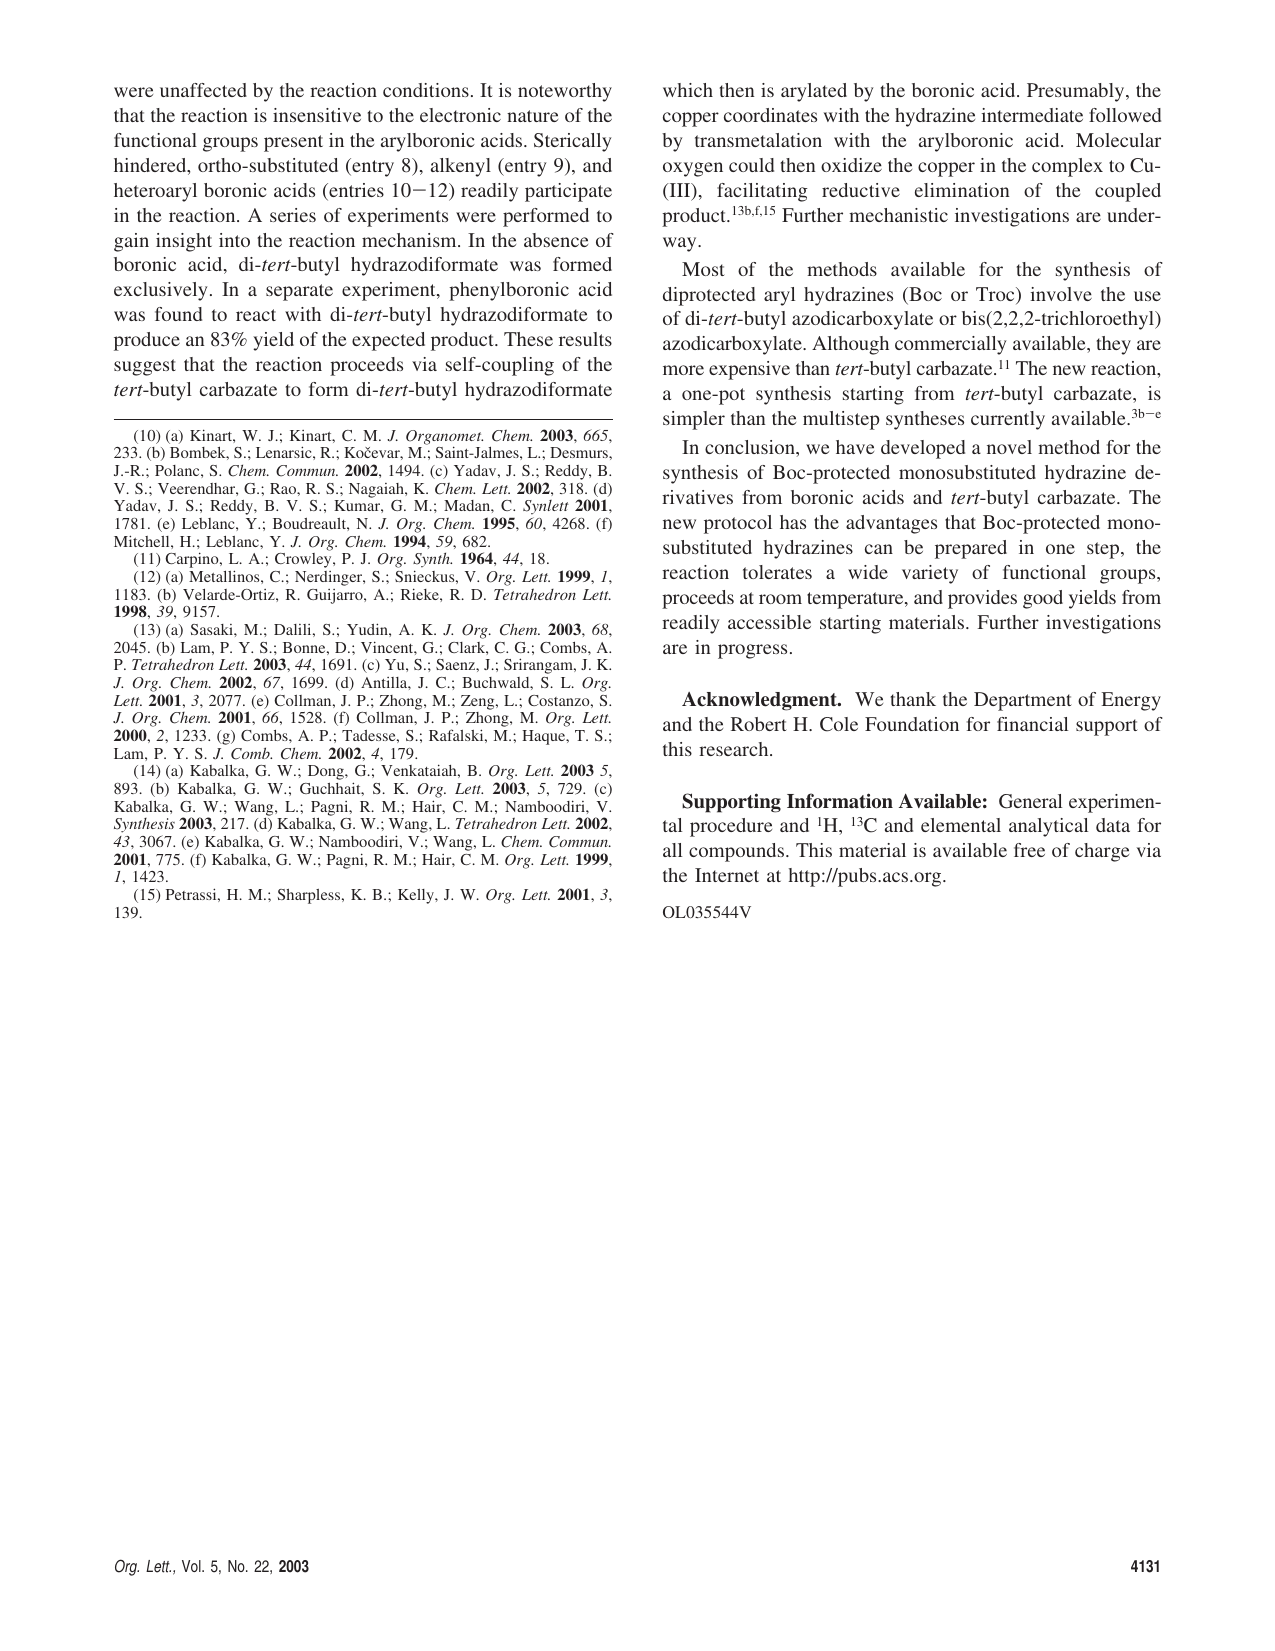 were unaffected by the reaction conditions. It is noteworthy
that the reaction is insensitive to the electronic nature of the
functional groups present in the arylboronic acids. Sterically
hindered, ortho-substituted (entry 8), alkenyl (entry 9), and
heteroaryl boronic acids (entries 10−12) readily participate
in the reaction. A series of experiments were performed to
gain insight into the reaction mechanism. In the absence of
boronic acid, di-tert-butyl hydrazodiformate was formed
exclusively. In a separate experiment, phenylboronic acid
was found to react with di-tert-butyl hydrazodiformate to
produce an 83% yield of the expected product. These results
suggest that the reaction proceeds via self-coupling of the
tert-butyl carbazate to form di-tert-butyl hydrazodiformate
(10) (a) Kinart, W. J.; Kinart, C. M. J. Organomet. Chem. 2003, 665,
233. (b) Bombek, S.; Lenarsic, R.; Kočevar, M.; Saint-Jalmes, L.; Desmurs,
J.-R.; Polanc, S. Chem. Commun. 2002, 1494. (c) Yadav, J. S.; Reddy, B.
V. S.; Veerendhar, G.; Rao, R. S.; Nagaiah, K. Chem. Lett. 2002, 318. (d)
Yadav, J. S.; Reddy, B. V. S.; Kumar, G. M.; Madan, C. Synlett 2001,
1781. (e) Leblanc, Y.; Boudreault, N. J. Org. Chem. 1995, 60, 4268. (f)
Mitchell, H.; Leblanc, Y. J. Org. Chem. 1994, 59, 682.
(11) Carpino, L. A.; Crowley, P. J. Org. Synth. 1964, 44, 18.
(12) (a) Metallinos, C.; Nerdinger, S.; Snieckus, V. Org. Lett. 1999, 1,
1183. (b) Velarde-Ortiz, R. Guijarro, A.; Rieke, R. D. Tetrahedron Lett.
1998, 39, 9157.
(13) (a) Sasaki, M.; Dalili, S.; Yudin, A. K. J. Org. Chem. 2003, 68,
2045. (b) Lam, P. Y. S.; Bonne, D.; Vincent, G.; Clark, C. G.; Combs, A.
P. Tetrahedron Lett. 2003, 44, 1691. (c) Yu, S.; Saenz, J.; Srirangam, J. K.
J. Org. Chem. 2002, 67, 1699. (d) Antilla, J. C.; Buchwald, S. L. Org.
Lett. 2001, 3, 2077. (e) Collman, J. P.; Zhong, M.; Zeng, L.; Costanzo, S.
J. Org. Chem. 2001, 66, 1528. (f) Collman, J. P.; Zhong, M. Org. Lett.
2000, 2, 1233. (g) Combs, A. P.; Tadesse, S.; Rafalski, M.; Haque, T. S.;
Lam, P. Y. S. J. Comb. Chem. 2002, 4, 179.
(14) (a) Kabalka, G. W.; Dong, G.; Venkataiah, B. Org. Lett. 2003 5,
893. (b) Kabalka, G. W.; Guchhait, S. K. Org. Lett. 2003, 5, 729. (c)
Kabalka, G. W.; Wang, L.; Pagni, R. M.; Hair, C. M.; Namboodiri, V.
Synthesis 2003, 217. (d) Kabalka, G. W.; Wang, L. Tetrahedron Lett. 2002,
43, 3067. (e) Kabalka, G. W.; Namboodiri, V.; Wang, L. Chem. Commun.
2001, 775. (f) Kabalka, G. W.; Pagni, R. M.; Hair, C. M. Org. Lett. 1999,
1, 1423.
(15) Petrassi, H. M.; Sharpless, K. B.; Kelly, J. W. Org. Lett. 2001, 3,
139.
which then is arylated by the boronic acid. Presumably, the
copper coordinates with the hydrazine intermediate followed
by transmetalation with the arylboronic acid. Molecular
oxygen could then oxidize the copper in the complex to Cu-
(III), facilitating reductive elimination of the coupled
product.13b,f,15 Further mechanistic investigations are under-
way.
Most of the methods available for the synthesis of
diprotected aryl hydrazines (Boc or Troc) involve the use
of di-tert-butyl azodicarboxylate or bis(2,2,2-trichloroethyl)
azodicarboxylate. Although commercially available, they are
more expensive than tert-butyl carbazate.11 The new reaction,
a one-pot synthesis starting from tert-butyl carbazate, is
simpler than the multistep syntheses currently available.3b−e
In conclusion, we have developed a novel method for the
synthesis of Boc-protected monosubstituted hydrazine de-
rivatives from boronic acids and tert-butyl carbazate. The
new protocol has the advantages that Boc-protected mono-
substituted hydrazines can be prepared in one step, the
reaction tolerates a wide variety of functional groups,
proceeds at room temperature, and provides good yields from
readily accessible starting materials. Further investigations
are in progress.
Acknowledgment. We thank the Department of Energy
and the Robert H. Cole Foundation for financial support of
this research.
Supporting Information Available: General experimen-
tal procedure and 1H, 13C and elemental analytical data for
all compounds. This material is available free of charge via
the Internet at http://pubs.acs.org.
OL035544V
Org. Lett., Vol. 5, No. 22, 2003
4131